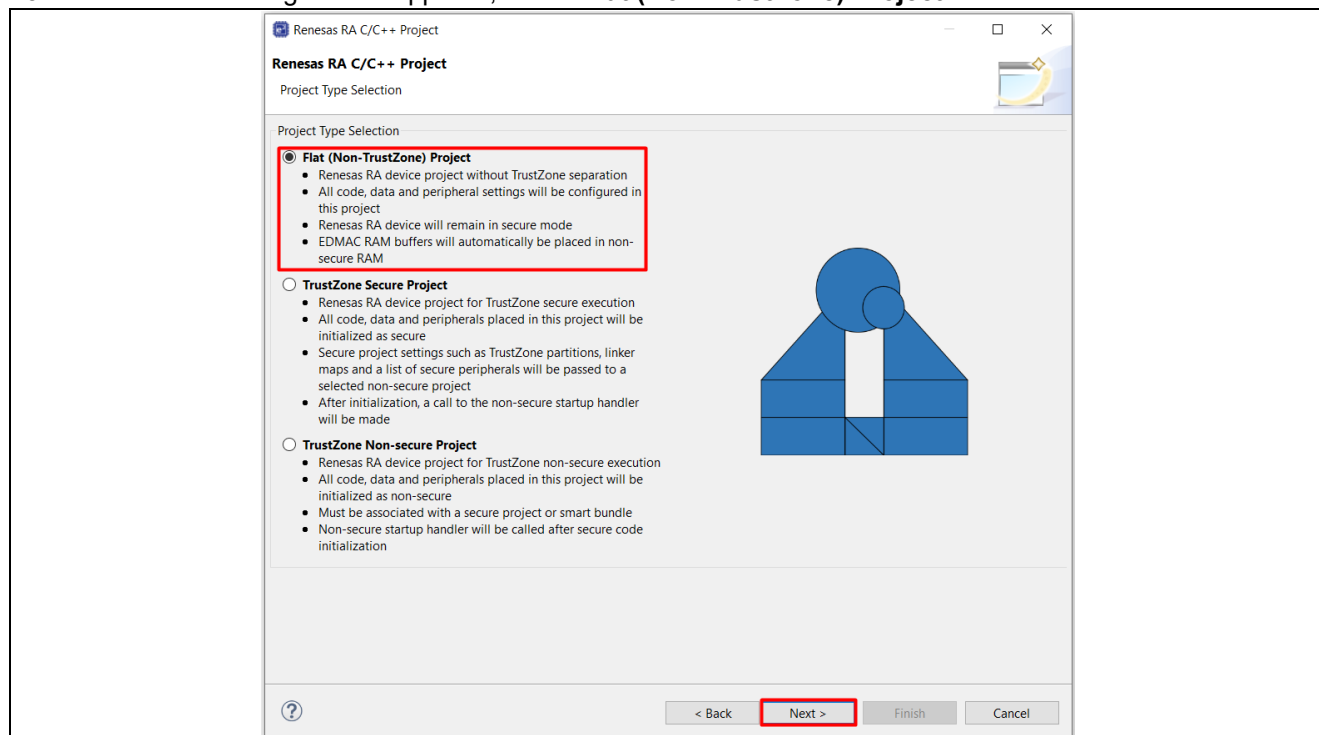 Renesas RA C/C++ Project
Renesas RA C/C++ Project
Project Type Selection
Project Type Selection
Flat (Non-TrustZone) Project
• Renesas RA device project without TrustZone separation
• All code, data and peripheral settings will be configured in
this project
• Renesas RA device will remain in secure mode
• EDMAC RAM buffers will automatically be placed in non-
secure RAM
TrustZone Secure Project
• Renesas RA device project for TrustZone secure execution
• All code, data and peripherals placed in this project will be
initialized as secure
• Secure project settings such as TrustZone partitions, linker
maps and a list of secure peripherals will be passed to a
selected non-secure project
• After initialization, a call to the non-secure startup handler
will be made
TrustZone Non-secure Project
• Renesas RA device project for TrustZone non-secure execution
• All code, data and peripherals placed in this project will be
initialized as non-secure
• Must be associated with a secure project or smart bundle
• Non-secure startup handler will be called after secure code
initialization
? < Back Next > Finish Cancel